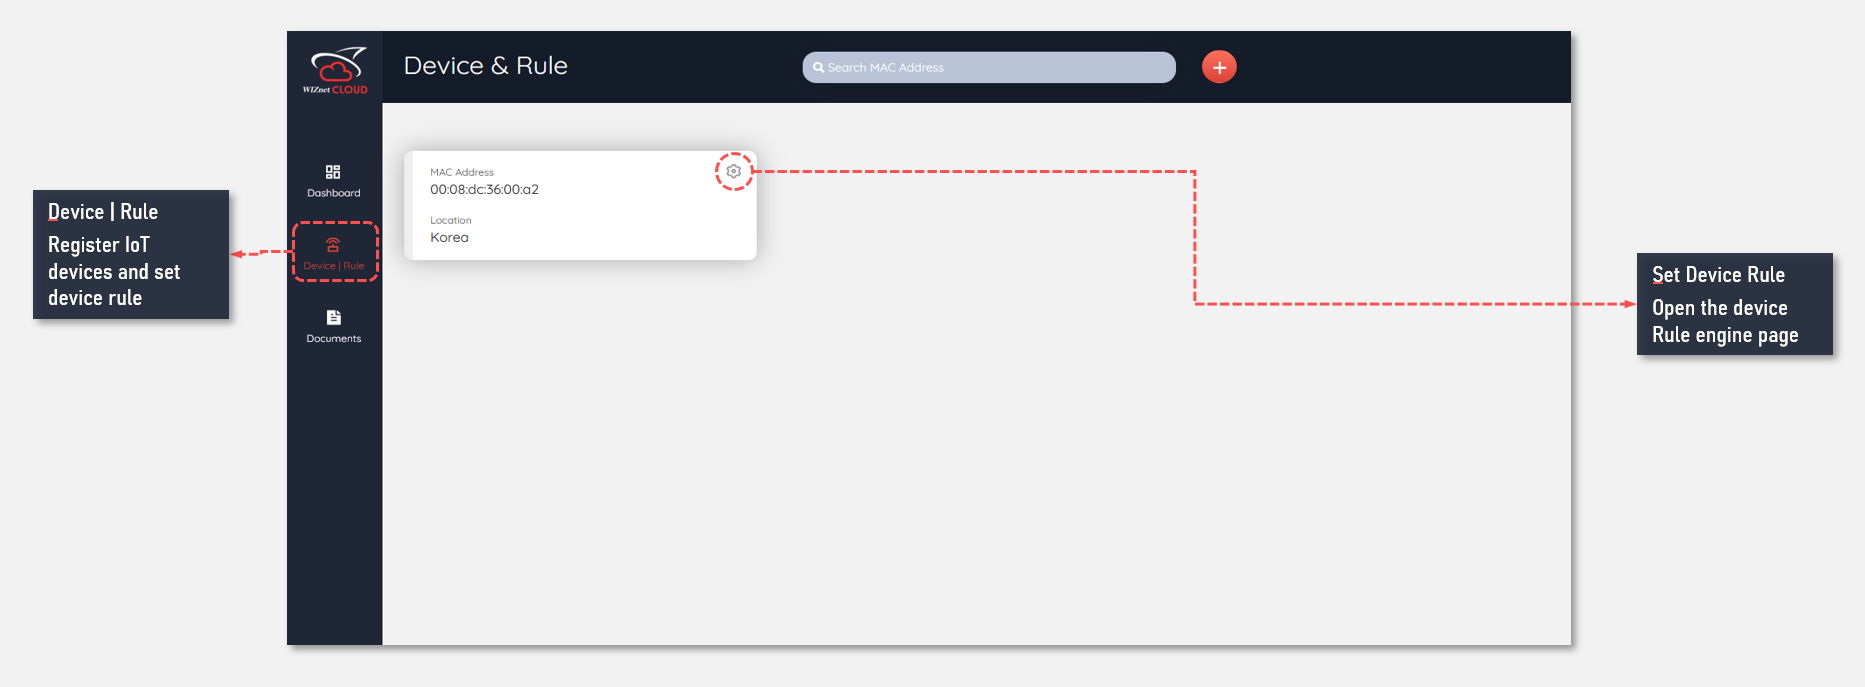 WIZnet CLOUD
Device & Rule
Search MAC Address
Dashboard
Device | Rule
Documents
MAC Address
00:08:dc:36:00:a2
Location
Korea
Device | Rule
Register IoT
devices and set
device rule
Set Device Rule
Open the device
Rule engine page